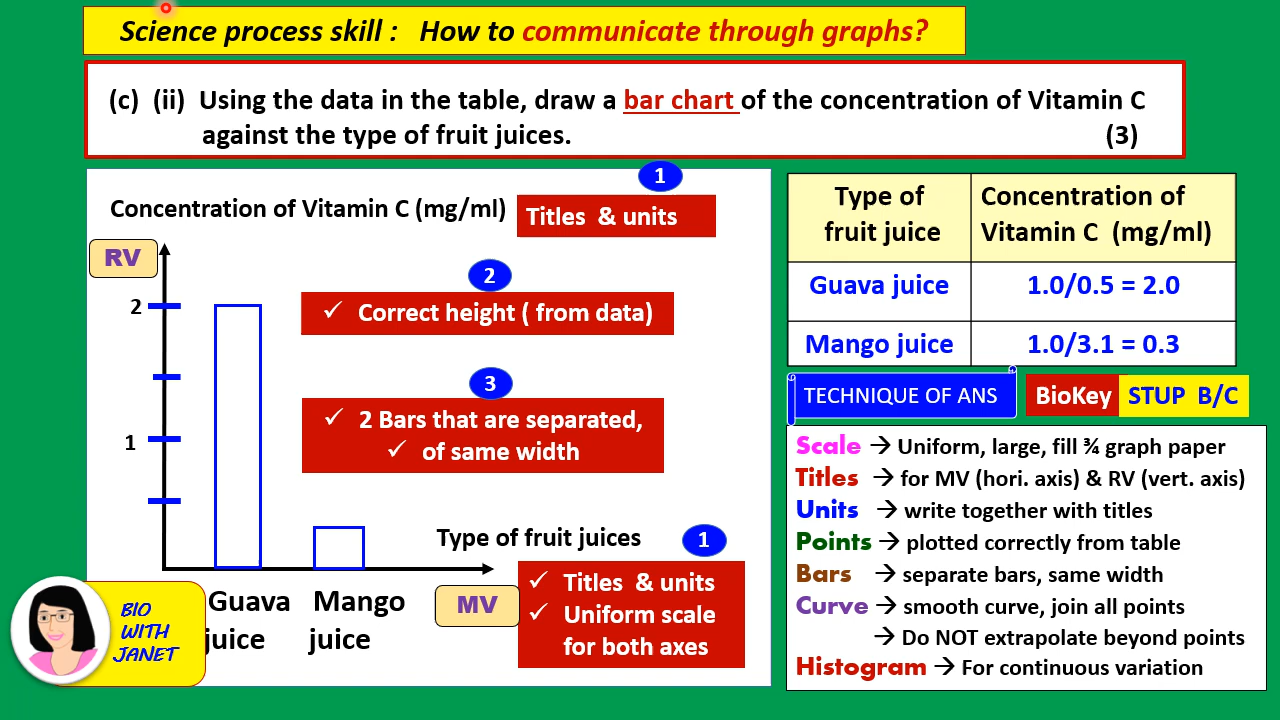 Science process skill : How to communicate through graphs?
(c) (ii) Using the data in the table, draw a bar chart of the concentration of Vitamin C
against the type of fruit juices. (3)
1
Concentration of Vitamin C (mg/ml)
Titles & units
RV
2
✓ Correct height ( from data)
2
3
✓ 2 Bars that are separated,
✓ of same width
1
Type of fruit juices
1
✓ Titles & units
✓ Uniform scale
for both axes
MV
Guava
juice
Mango
juice
BIO
WITH
JANET
Type of
fruit juice
Concentration of
Vitamin C (mg/ml)
Guava juice
1.0/0.5 = 2.0
Mango juice
1.0/3.1 = 0.3
TECHNIQUE OF ANS
BioKey
STUP B/C
Scale → Uniform, large, fill ¾ graph paper
Titles → for MV (hori. axis) & RV (vert. axis)
Units → write together with titles
Points → plotted correctly from table
Bars → separate bars, same width
Curve → smooth curve, join all points
→ Do NOT extrapolate beyond points
Histogram → For continuous variation